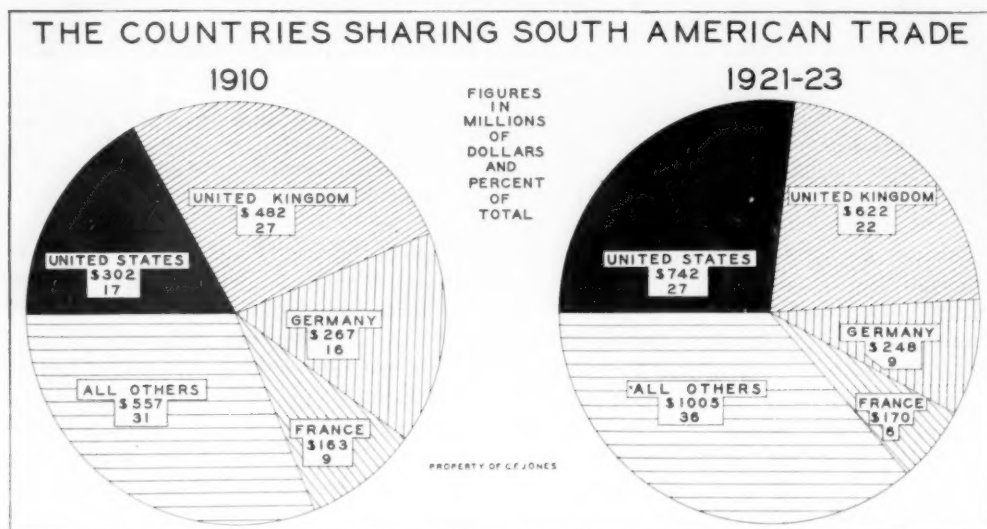 THE COUNTRIES SHARING SOUTH AMERICAN TRADE
1910
UNITED KINGDOM
$482
27
UNITED STATES
$302
17
GERMANY
$267
16
ALL OTHERS
$557
31
FRANCE
$163
9
FIGURES
IN
MILLIONS
OF
DOLLARS
AND
PERCENT
OF
TOTAL
PROPERTY OF C.F.JONES
1921-23
UNITED KINGDOM
$622
22
UNITED STATES
$742
27
GERMANY
$248
9
ALL OTHERS
$1005
36
FRANCE
$170
6